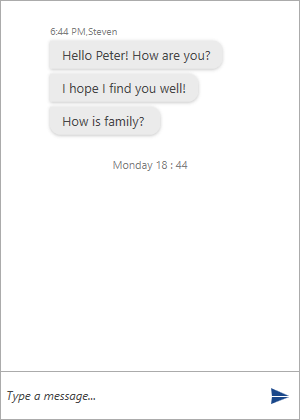 6:44 PM,Steven
Hello Peter! How are you?
I hope I find you well!
How is family?
Monday 18 : 44
Type a message...